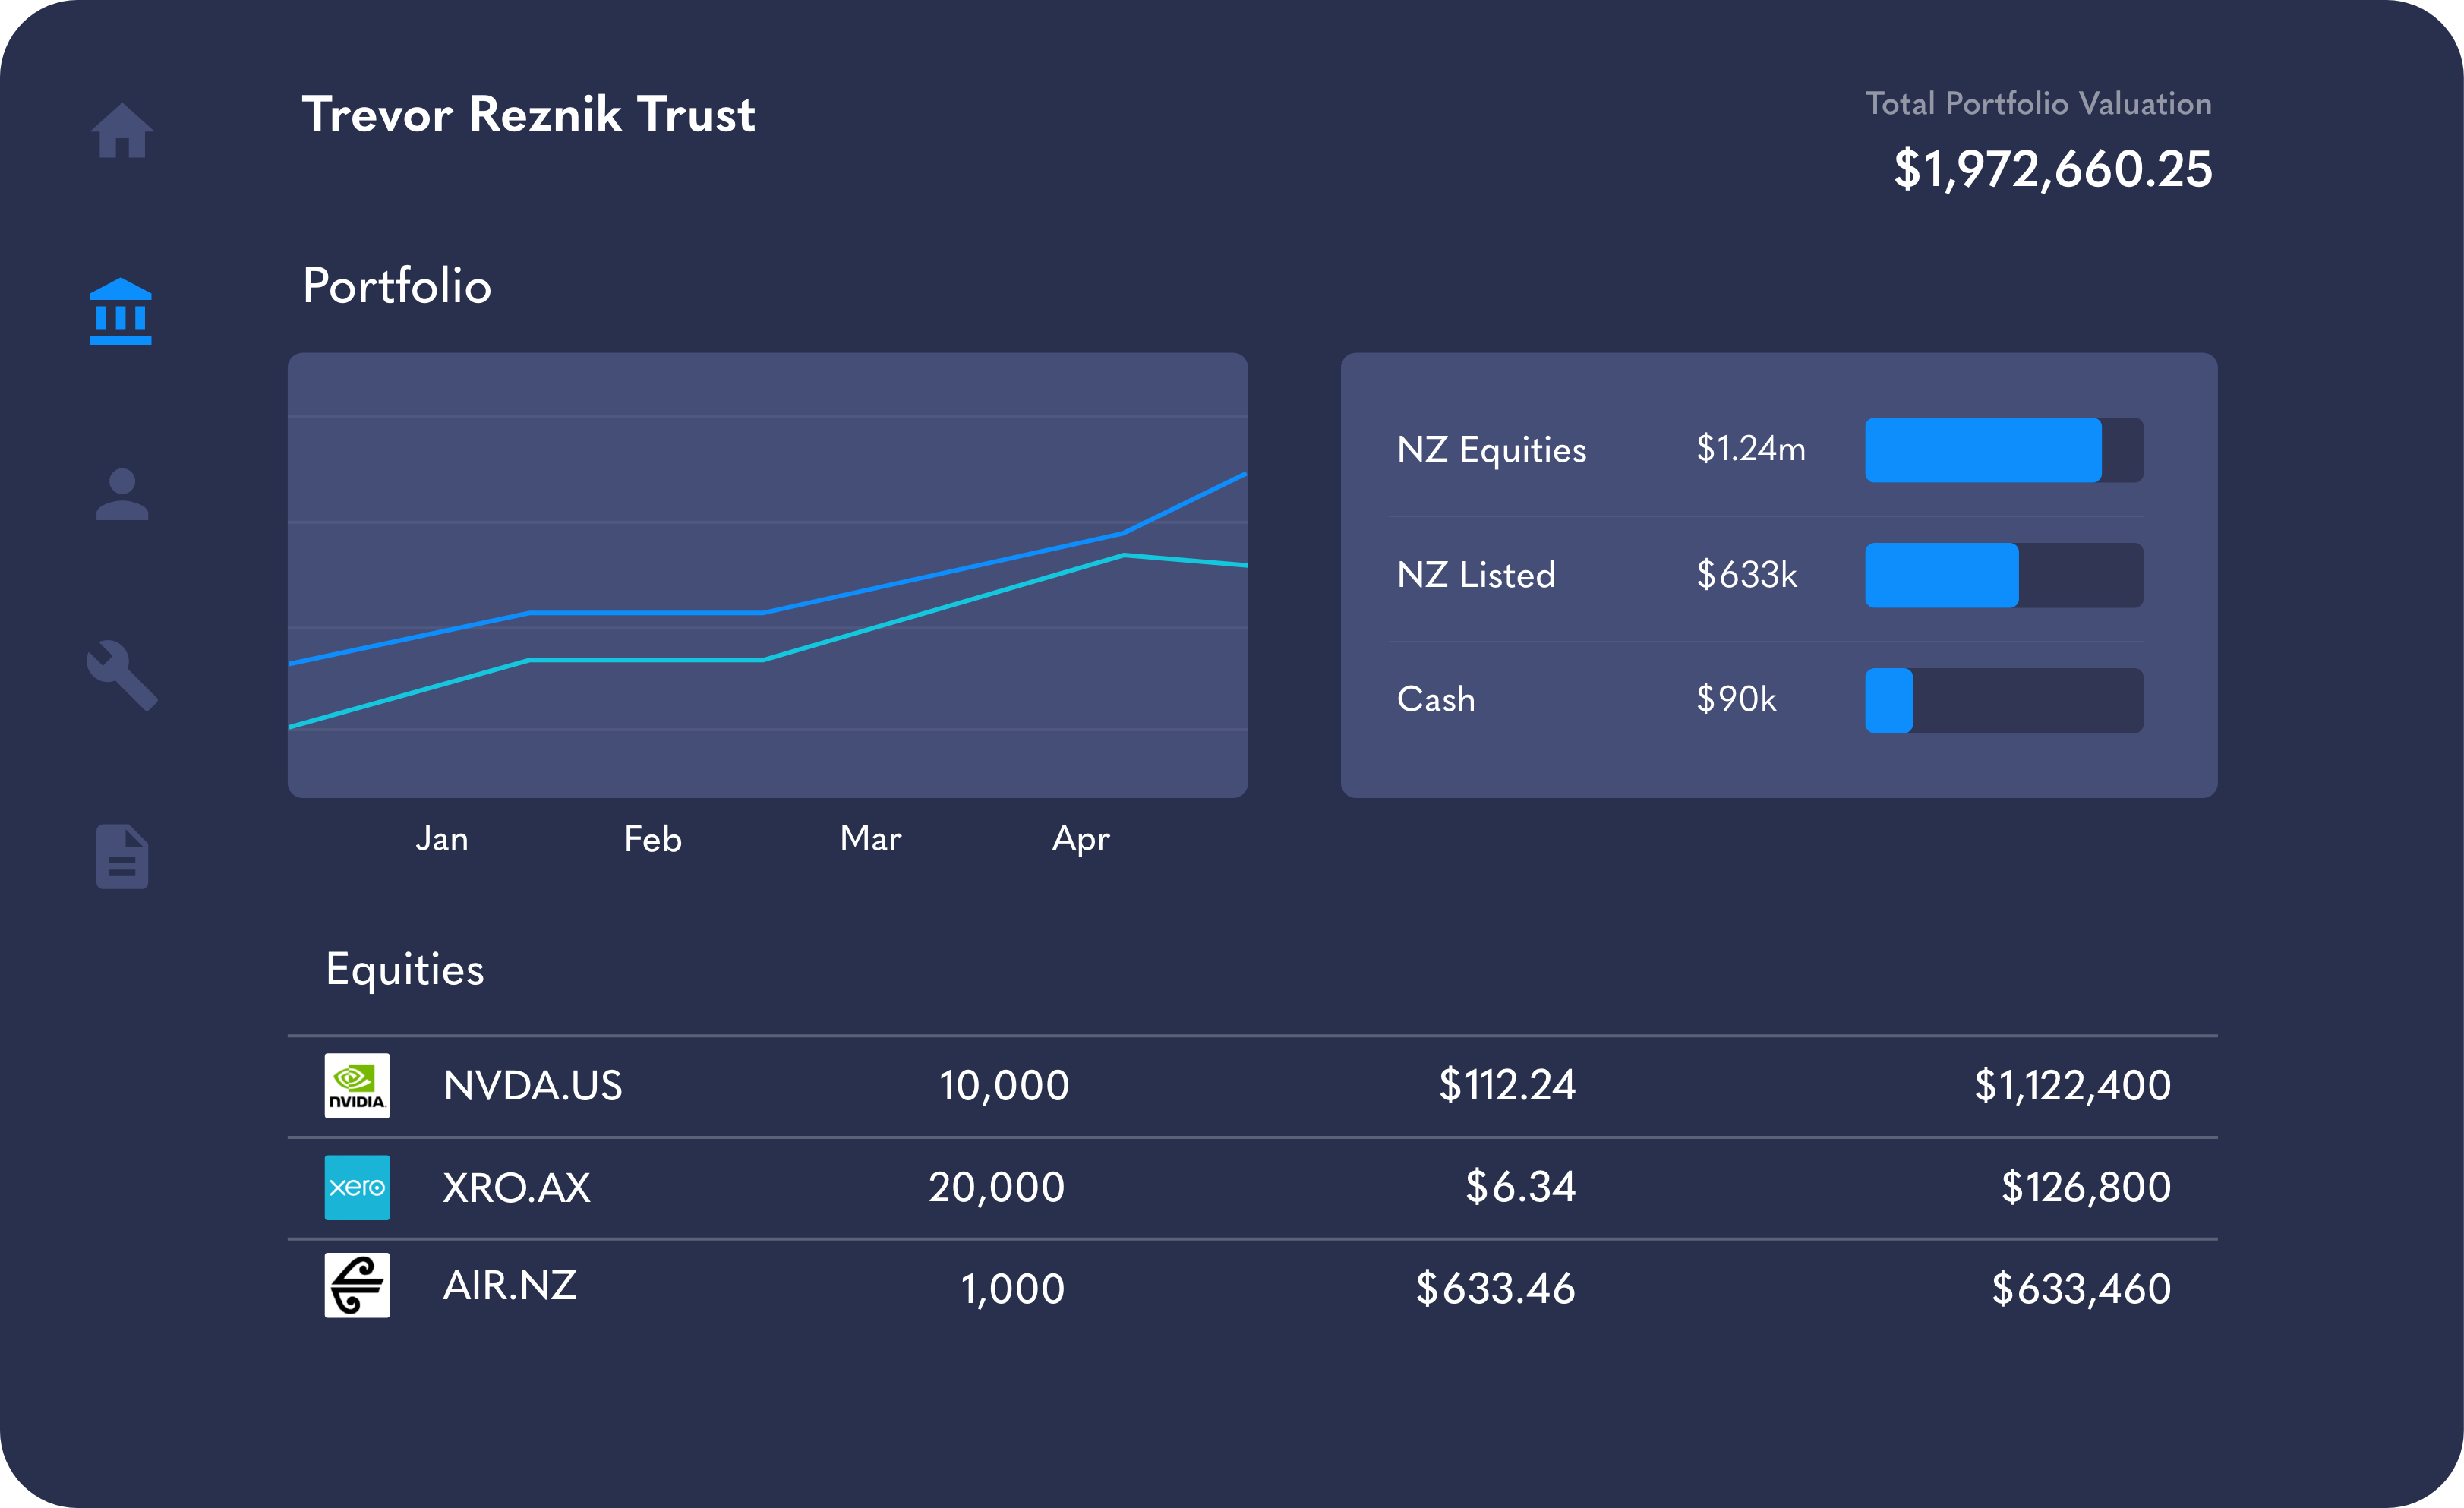 Trevor Reznik Trust
Total Portfolio Valuation
$1,972,660.25
Portfolio
NZ Equities $1.24m
NZ Listed $633k
Cash $90k
Jan Feb Mar Apr
Equities
NVIDIA NVDA.US 10,000 $112.24 $1,122,400
xero XRO.AX 20,000 $6.34 $126,800
AIR.NZ 1,000 $633.46 $633,460